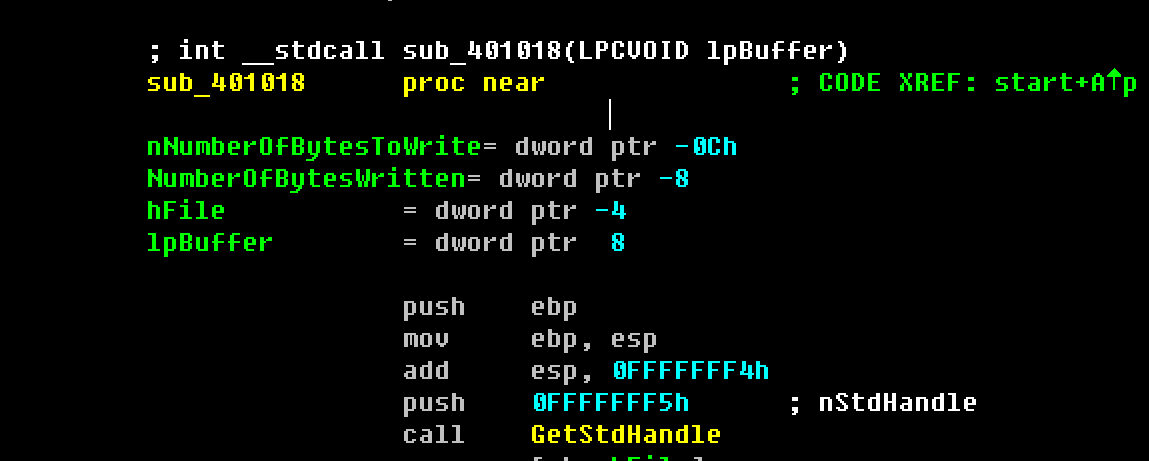 ; int __stdcall sub_401018(LPCVOID lpBuffer)
sub_401018 proc near ; CODE XREF: start+A↑p
nNumberOfBytesToWrite= dword ptr -0Ch
NumberOfBytesWritten= dword ptr -8
hFile = dword ptr -4
lpBuffer = dword ptr 8
push ebp
mov ebp, esp
add esp, 0FFFFFFF4h
push 0FFFFFFF5h ; nStdHandle
call GetStdHandle